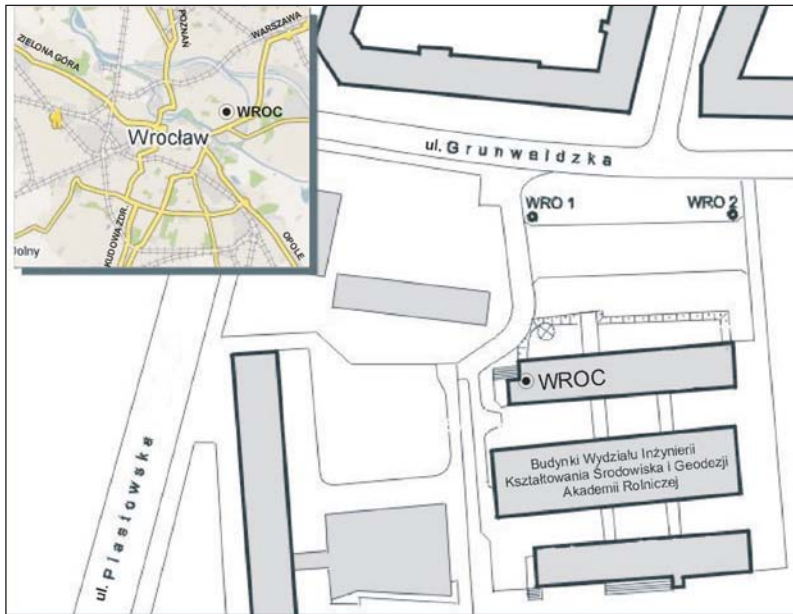 POZNAŃ
WARSZAWA
ZIELONA GÓRA
WROC
Wrocław
KUDOWA ZDR.
OPOLE
Jolny
ul. Grunwaldzka
WRO 1
WRO 2
WROC
Budynki Wydziału Inżynierii
Kształtowania Środowiska i Geodezji
Akademii Rolniczej
ul. Piastowska